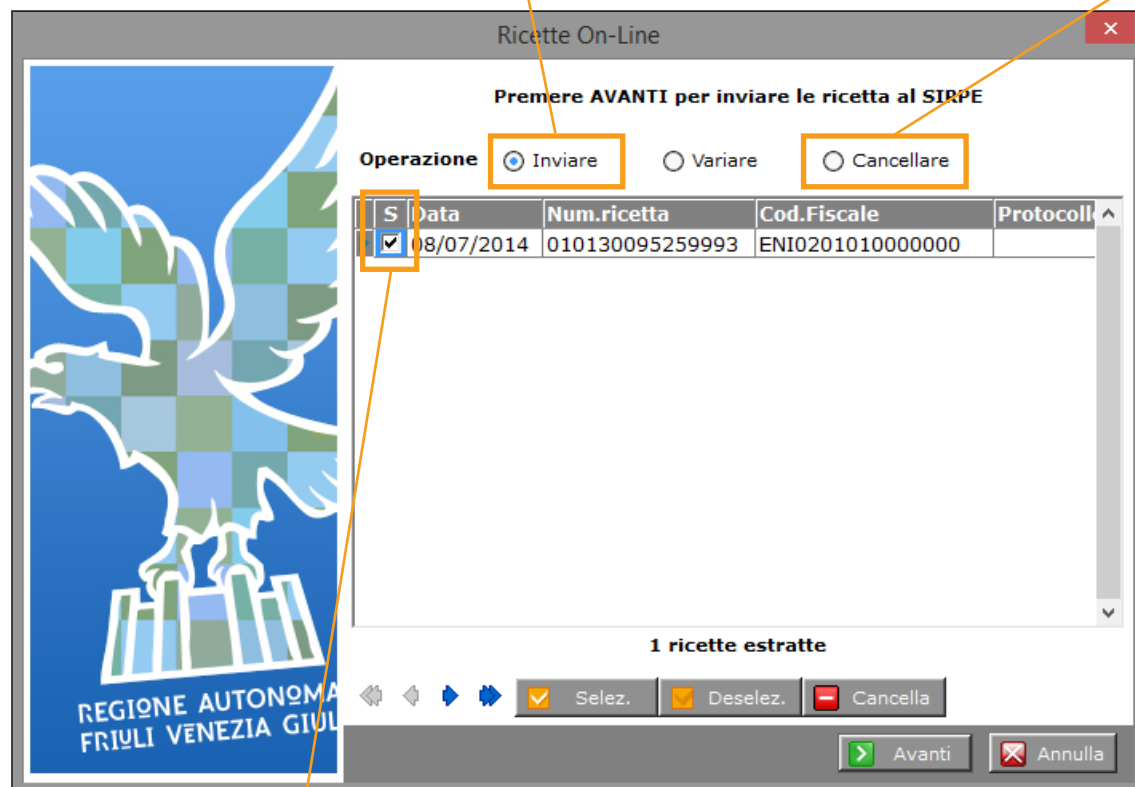 Ricette On-Line
Premere AVANTI per inviare le ricetta al SIRPE
Operazione Inviare Variare Cancellare
S Data Num.ricetta Cod.Fiscale Protocoll
08/07/2014 010130095259993 ENI0201010000000
1 ricette estratte
Selez. Deselez. Cancella
REGIONE AUTONOMA
FRIULI VENEZIA GIUL
Avanti Annulla